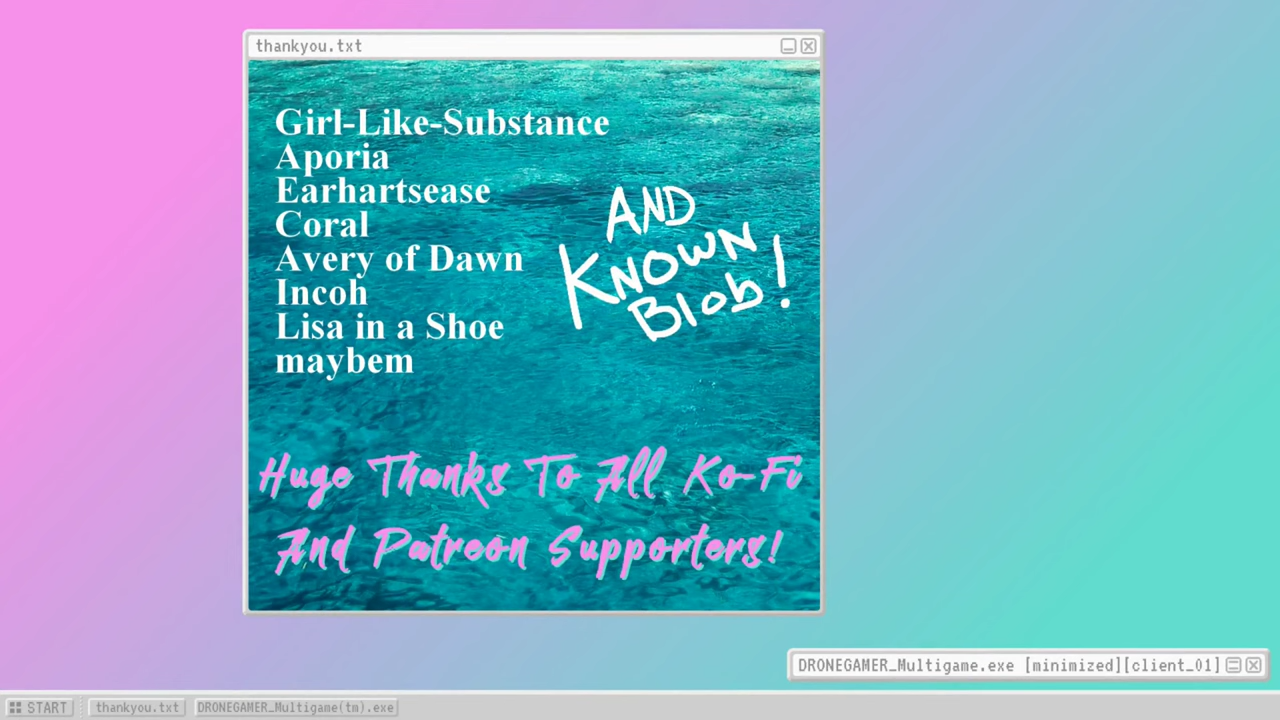 thankyou.txt
Girl-Like-Substance
Aporia
Earhartsease
Coral
Avery of Dawn
Incoh
Lisa in a Shoe
maybem
AND
KNOWN
Blob!
Huge Thanks To All Ko-Fi
And Patreon Supporters!
DRONEGAMER_Multigame.exe [minimized][client_01]
START
thankyou.txt
DRONEGAMER_Multigame(tm).exe